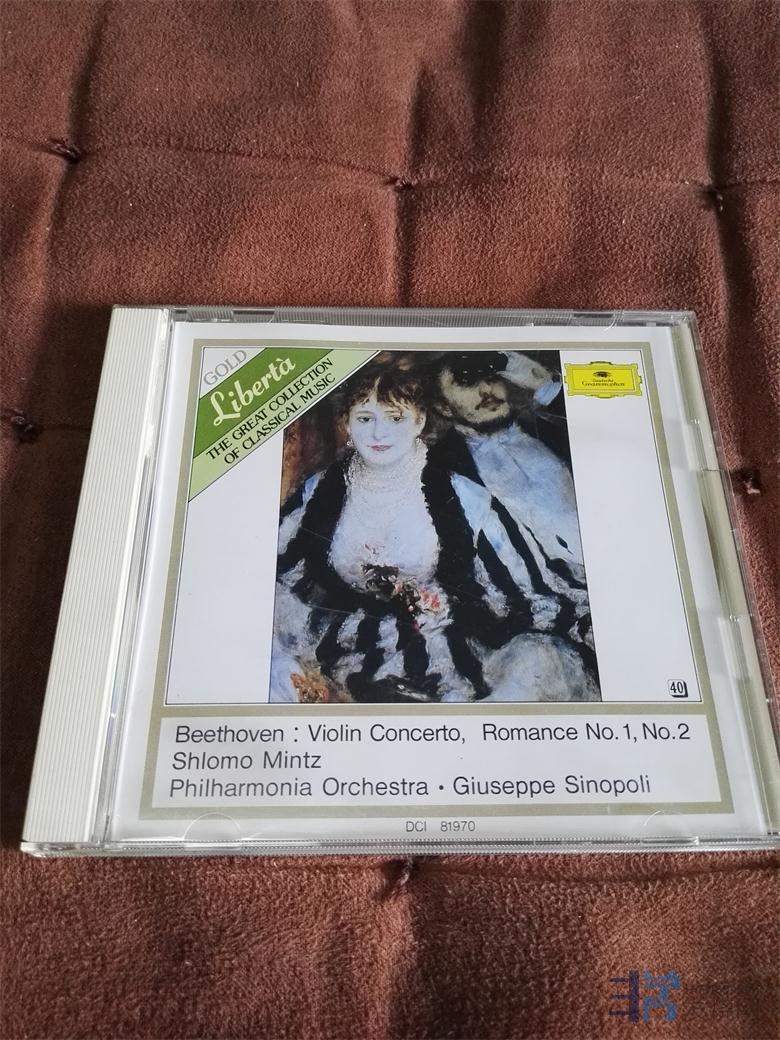 GOLD
Libertà
THE GREAT COLLECTION
OF CLASSICAL MUSIC
Deutsche
Grammophon
40
Beethoven : Violin Concerto, Romance No. 1, No. 2
Shlomo Mintz
Philharmonia Orchestra • Giuseppe Sinopoli
DCI 81970